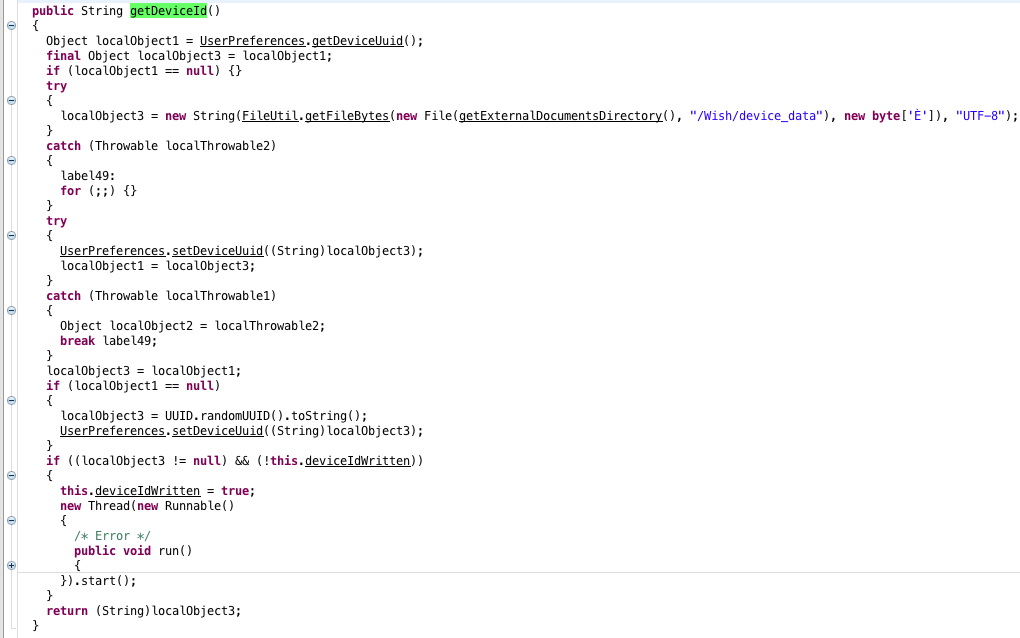 public String getDeviceId()
{
Object localObject1 = UserPreferences.getDeviceUuid();
final Object localObject3 = localObject1;
if (localObject1 == null) {}
try
{
localObject3 = new String(FileUtil.getFileBytes(new File(getExternalDocumentsDirectory(), "/Wish/device_data"), new byte['È']), "UTF-8");
}
catch (Throwable localThrowable2)
{
label49:
for (;;) {}
}
try
{
UserPreferences.setDeviceUuid((String)localObject3);
localObject1 = localObject3;
}
catch (Throwable localThrowable1)
{
Object localObject2 = localThrowable2;
break label49;
}
localObject3 = localObject1;
if (localObject1 == null)
{
localObject3 = UUID.randomUUID().toString();
UserPreferences.setDeviceUuid((String)localObject3);
}
if ((localObject3 != null) && (!this.deviceIdWritten))
{
this.deviceIdWritten = true;
new Thread(new Runnable()
{
/* Error */
public void run()
{
}).start();
}
return (String)localObject3;
}